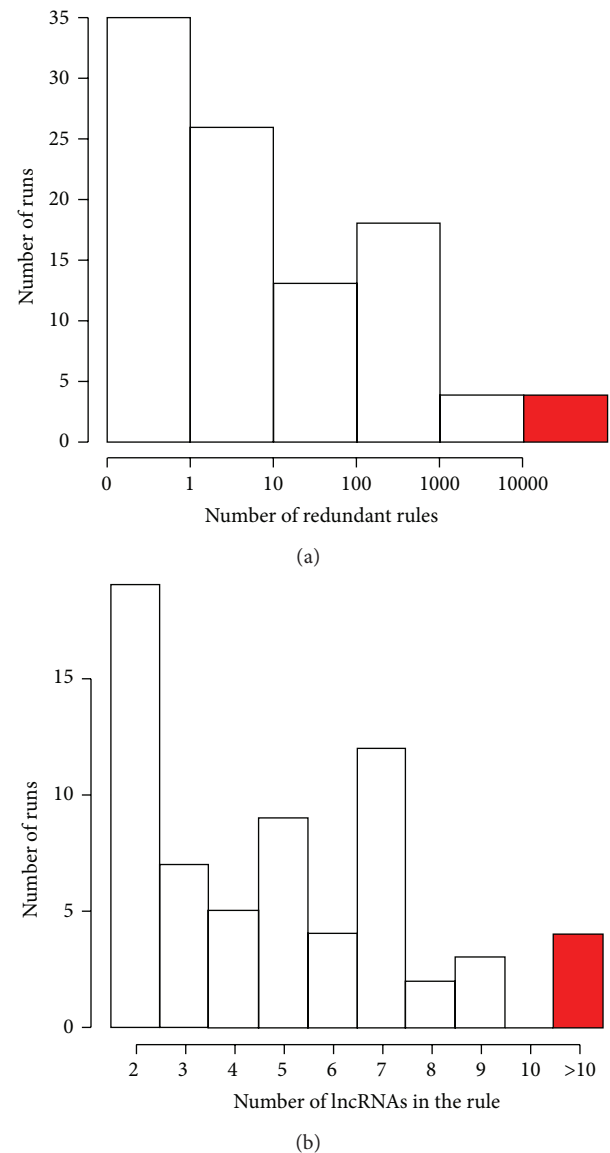 35
30
25
20
15
10
5
0
Number of runs
0 1 10 100 1000 10000
Number of redundant rules
(a)
15
10
5
0
Number of runs
2 3 4 5 6 7 8 9 10 >10
Number of lncRNAs in the rule
(b)